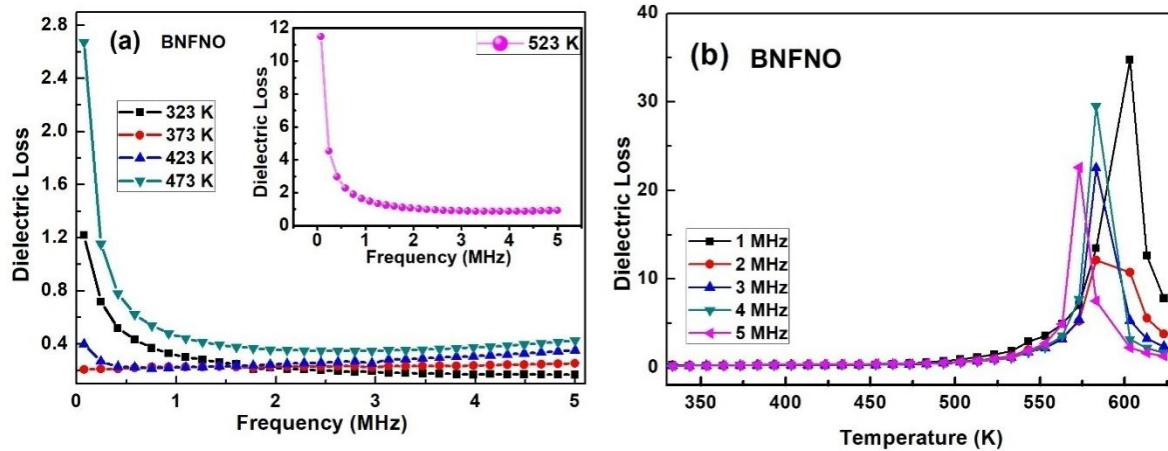 (a) BNFNO
323 K
373 K
423 K
473 K
2.8
2.4
2.0
1.6
1.2
0.8
0.4
Dielectric Loss
0 1 2 3 4 5
Frequency (MHz)
523 K
12
10
8
6
4
2
0
Dielectric Loss
0 1 2 3 4 5
Frequency (MHz)
(b) BNFNO
40
35
30
20
10
0
Dielectric Loss
1 MHz
2 MHz
3 MHz
4 MHz
5 MHz
350 400 450 500 550 600
Temperature (K)